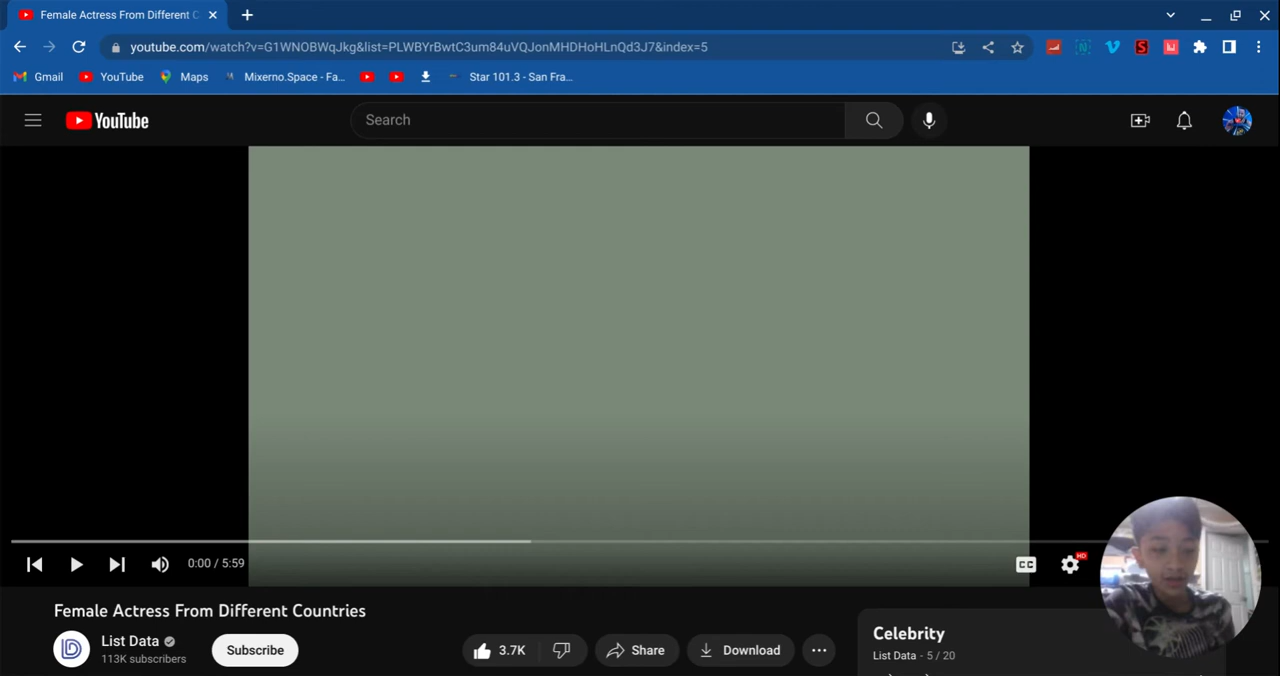 Female Actress From Different C
youtube.com/watch?v=G1WNOBWqJkg&list=PLWBYrBwtC3um84uVQJonMHDHoHLnQd3J7&index=5
Gmail YouTube Maps Mixerno.Space - Fa... Star 101.3 - San Fra...
YouTube Search
0:00 / 5:59 CC HD
Female Actress From Different Countries
List Data
113K subscribers
Subscribe 3.7K Share Download
Celebrity
List Data - 5 / 20